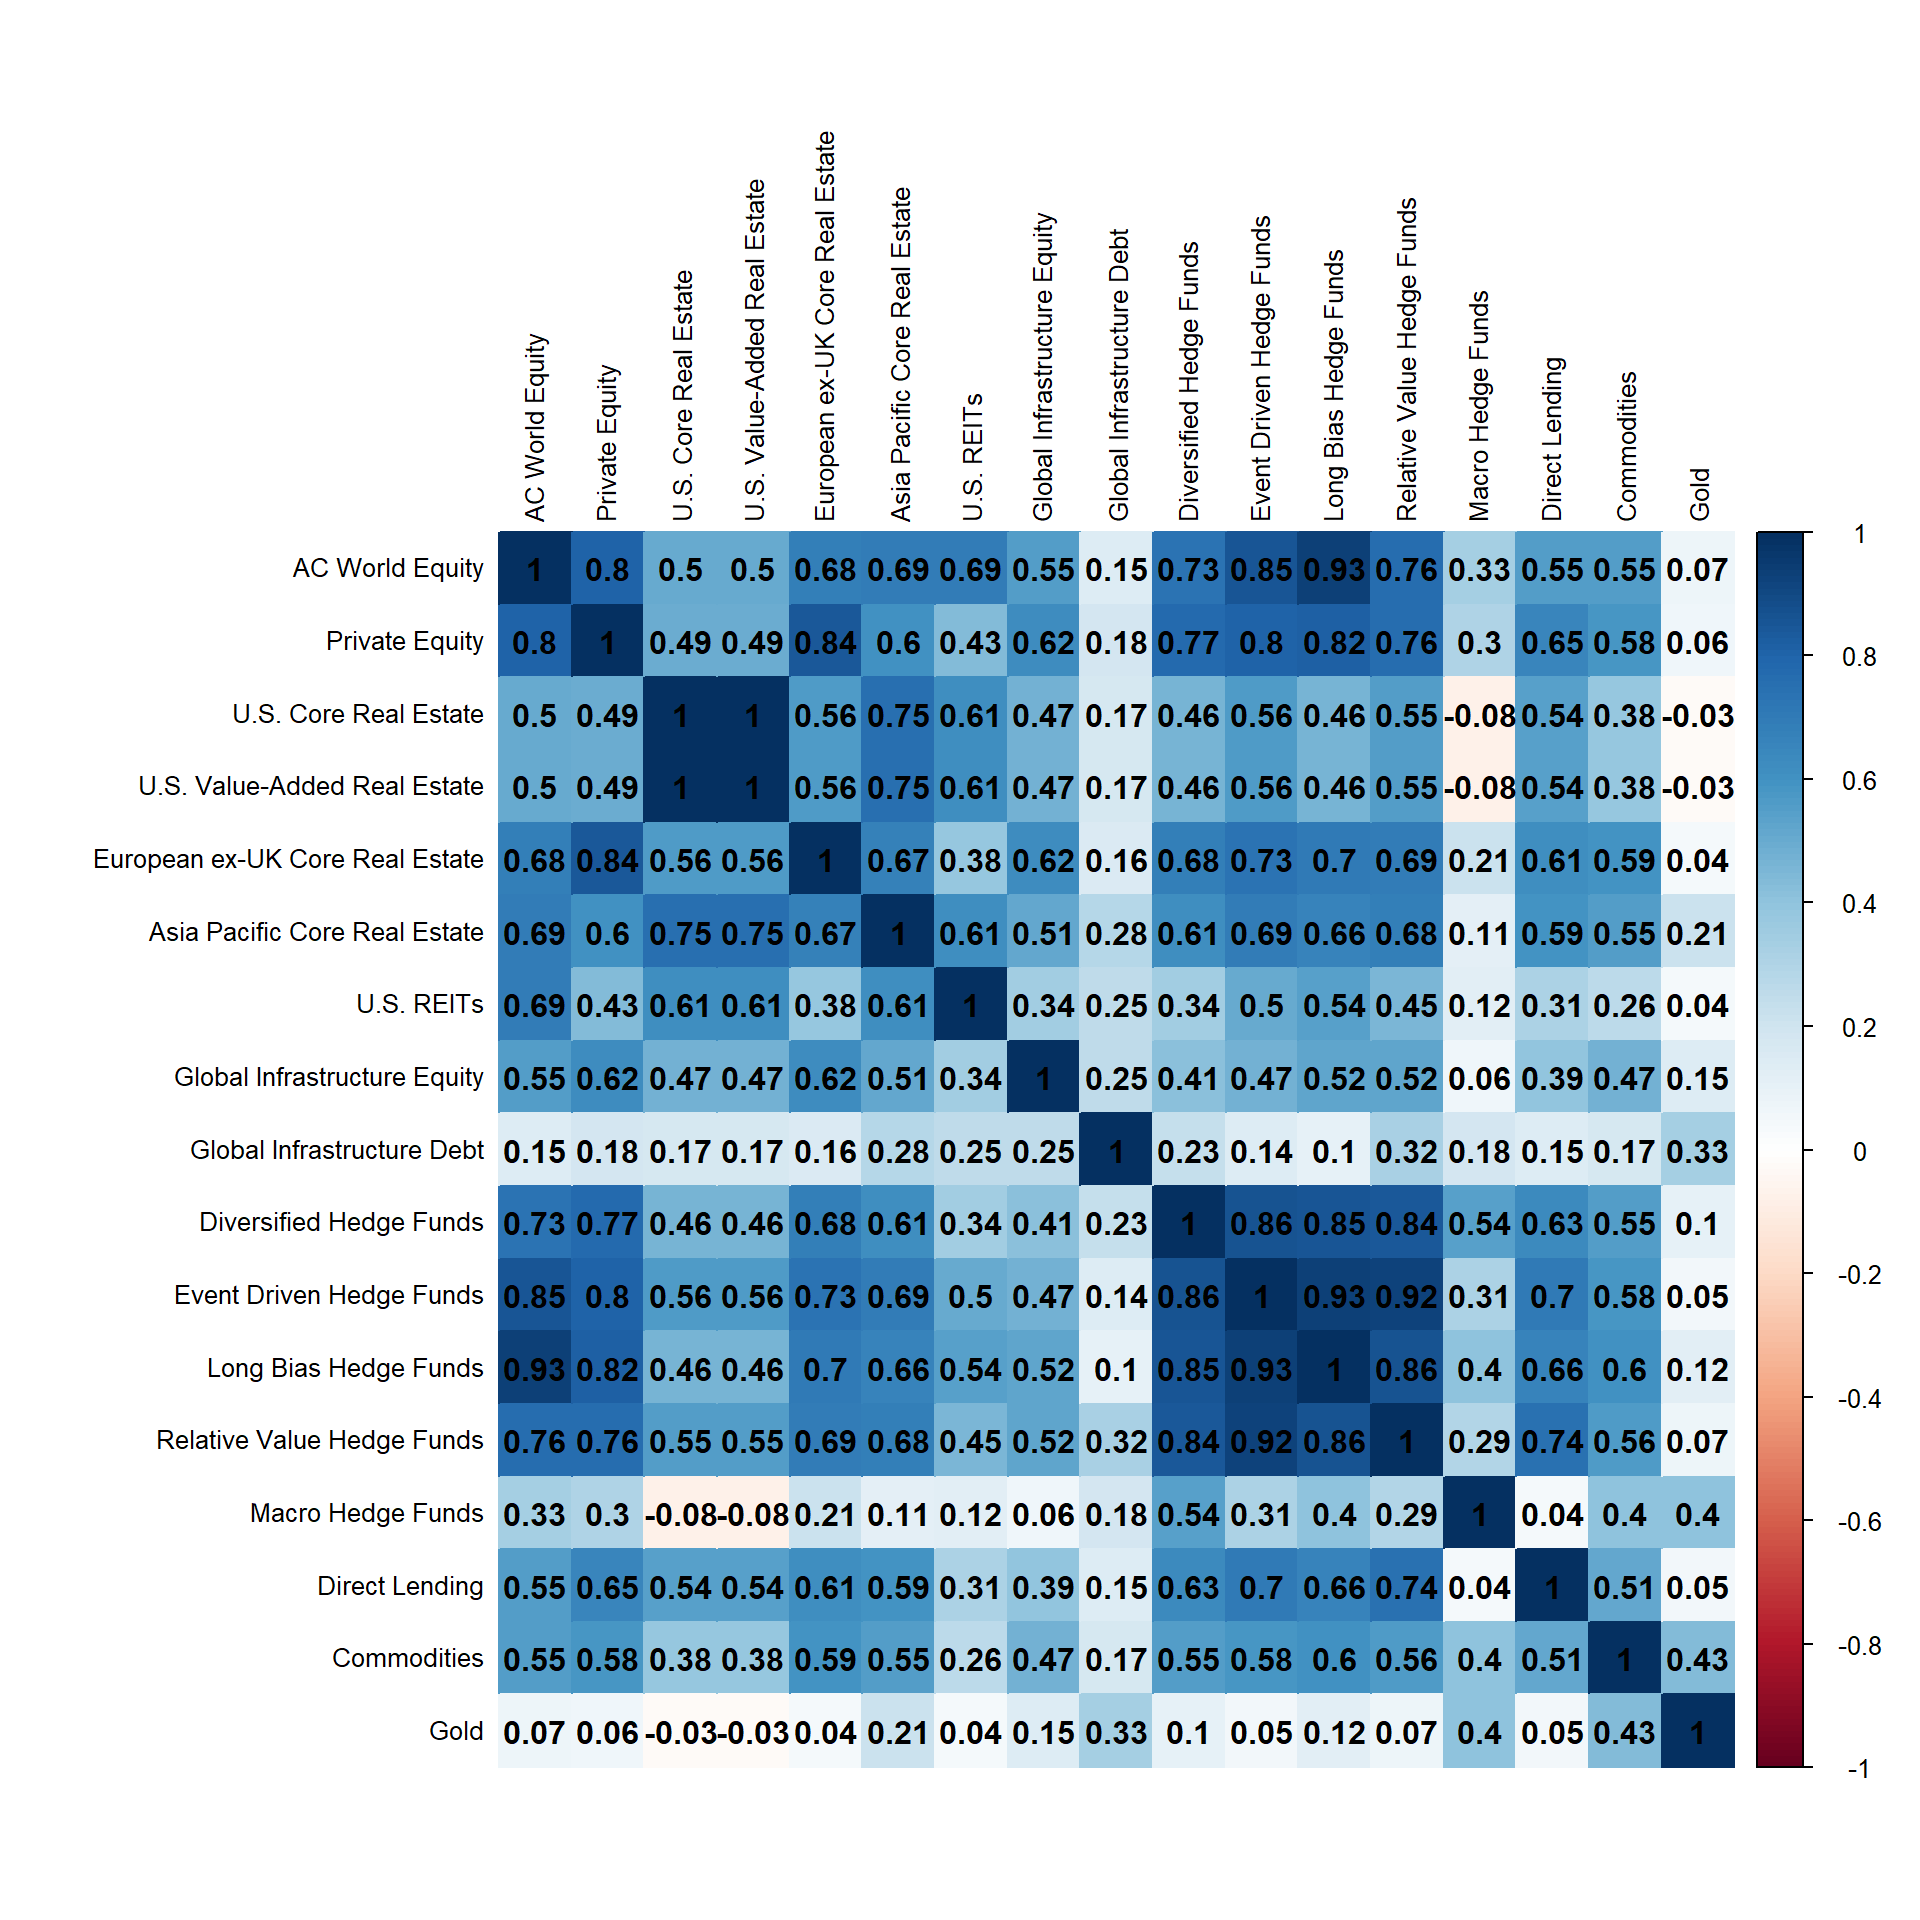 AC World Equity
Private Equity
U.S. Core Real Estate
U.S. Value-Added Real Estate
European ex-UK Core Real Estate
Asia Pacific Core Real Estate
U.S. REITs
Global Infrastructure Equity
Global Infrastructure Debt
Diversified Hedge Funds
Event Driven Hedge Funds
Long Bias Hedge Funds
Relative Value Hedge Funds
Macro Hedge Funds
Direct Lending
Commodities
Gold
AC World Equity 1 0.8 0.5 0.5 0.68 0.69 0.69 0.55 0.15 0.73 0.85 0.93 0.76 0.33 0.55 0.55 0.07
Private Equity 0.8 1 0.49 0.49 0.84 0.6 0.43 0.62 0.18 0.77 0.8 0.82 0.76 0.3 0.65 0.58 0.06
U.S. Core Real Estate 0.5 0.49 1 1 0.56 0.75 0.61 0.47 0.17 0.46 0.56 0.46 0.55 -0.08 0.54 0.38 -0.03
U.S. Value-Added Real Estate 0.5 0.49 1 1 0.56 0.75 0.61 0.47 0.17 0.46 0.56 0.46 0.55 -0.08 0.54 0.38 -0.03
European ex-UK Core Real Estate 0.68 0.84 0.56 0.56 1 0.67 0.38 0.62 0.16 0.68 0.73 0.7 0.69 0.21 0.61 0.59 0.04
Asia Pacific Core Real Estate 0.69 0.6 0.75 0.75 0.67 1 0.61 0.51 0.28 0.61 0.69 0.66 0.68 0.11 0.59 0.55 0.21
U.S. REITs 0.69 0.43 0.61 0.61 0.38 0.61 1 0.34 0.25 0.34 0.5 0.54 0.45 0.12 0.31 0.26 0.04
Global Infrastructure Equity 0.55 0.62 0.47 0.47 0.62 0.51 0.34 1 0.25 0.41 0.47 0.52 0.52 0.06 0.39 0.47 0.15
Global Infrastructure Debt 0.15 0.18 0.17 0.17 0.16 0.28 0.25 0.25 1 0.23 0.14 0.1 0.32 0.18 0.15 0.17 0.33
Diversified Hedge Funds 0.73 0.77 0.46 0.46 0.68 0.61 0.34 0.41 0.23 1 0.86 0.85 0.84 0.54 0.63 0.55 0.1
Event Driven Hedge Funds 0.85 0.8 0.56 0.56 0.73 0.69 0.5 0.47 0.14 0.86 1 0.93 0.92 0.31 0.7 0.58 0.05
Long Bias Hedge Funds 0.93 0.82 0.46 0.46 0.7 0.66 0.54 0.52 0.1 0.85 0.93 1 0.86 0.4 0.66 0.6 0.12
Relative Value Hedge Funds 0.76 0.76 0.55 0.55 0.69 0.68 0.45 0.52 0.32 0.84 0.92 0.86 1 0.29 0.74 0.56 0.07
Macro Hedge Funds 0.33 0.3 -0.08 -0.08 0.21 0.11 0.12 0.06 0.18 0.54 0.31 0.4 0.29 1 0.04 0.4 0.4
Direct Lending 0.55 0.65 0.54 0.54 0.61 0.59 0.31 0.39 0.15 0.63 0.7 0.66 0.74 0.04 1 0.51 0.05
Commodities 0.55 0.58 0.38 0.38 0.59 0.55 0.26 0.47 0.17 0.55 0.58 0.6 0.56 0.4 0.51 1 0.43
Gold 0.07 0.06 -0.03 -0.03 0.04 0.21 0.04 0.15 0.33 0.1 0.05 0.12 0.07 0.4 0.05 0.43 1
1
0.8
0.6
0.4
0.2
0
-0.2
-0.4
-0.6
-0.8
-1